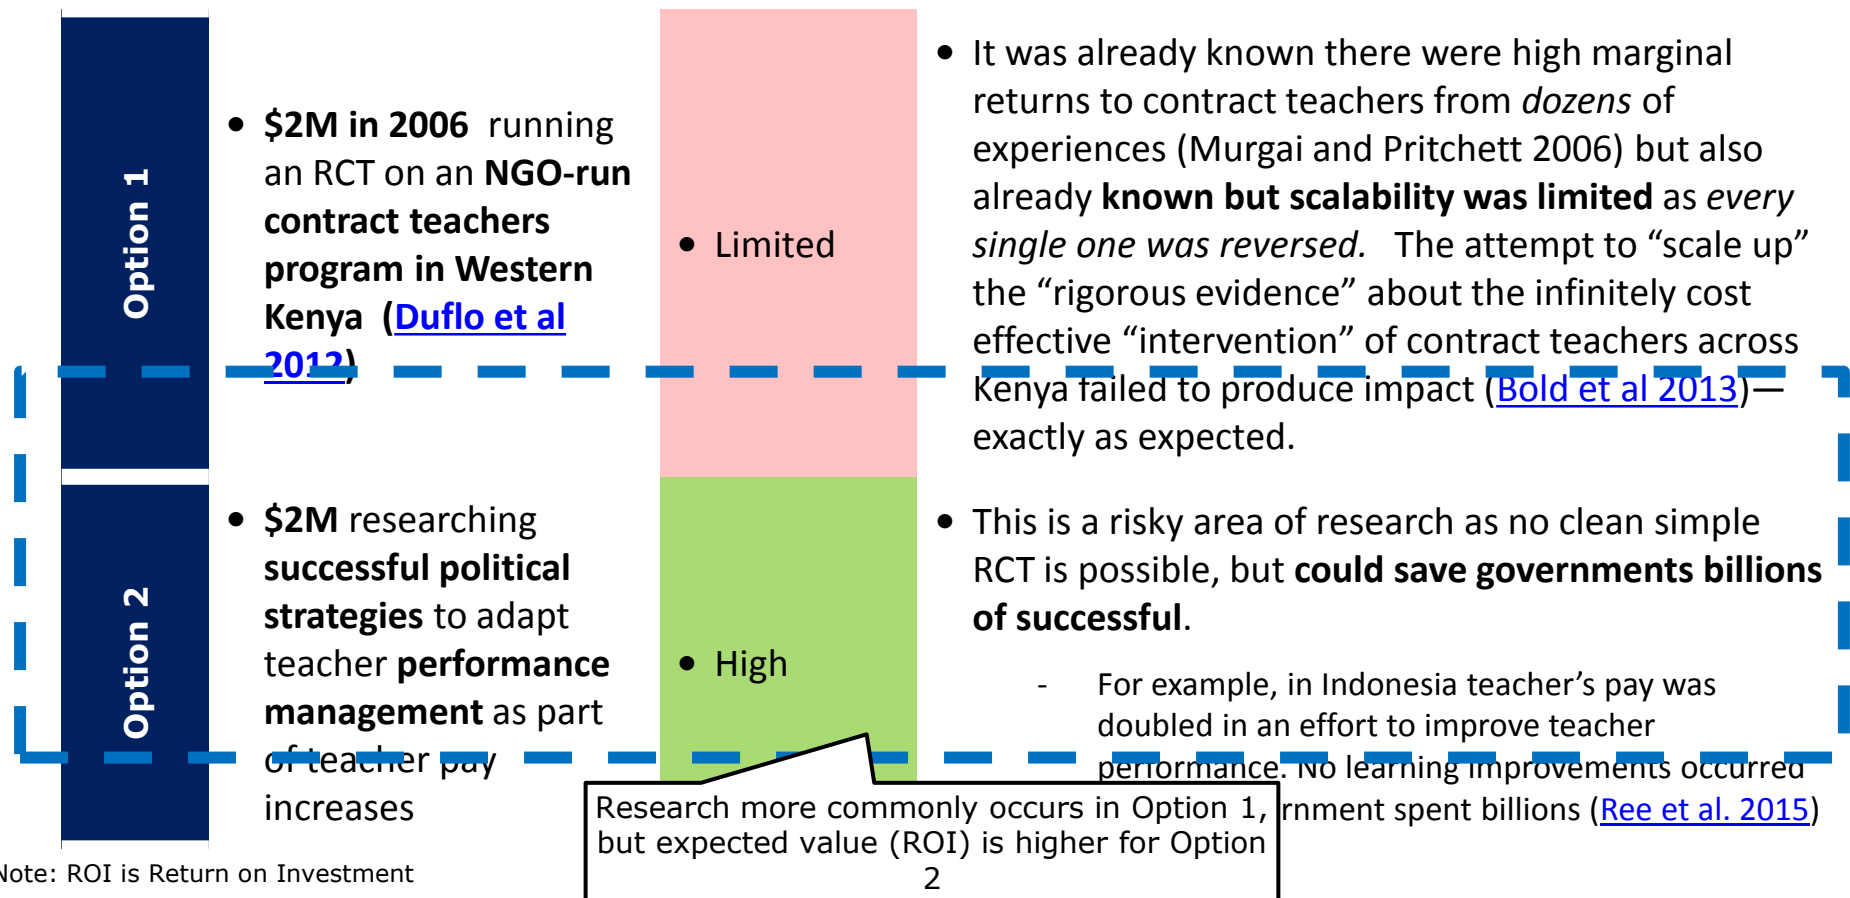 Option 1
• $2M in 2006 running
an RCT on an NGO-run
contract teachers
program in Western
Kenya (Duflo et al
2012)
• Limited
• It was already known there were high marginal
returns to contract teachers from dozens of
experiences (Murgai and Pritchett 2006) but also
already known but scalability was limited as every
single one was reversed. The attempt to “scale up”
the “rigorous evidence” about the infinitely cost
effective “intervention” of contract teachers across
Kenya failed to produce impact (Bold et al 2013)—
exactly as expected.
Option 2
• $2M researching
successful political
strategies to adapt
teacher performance
management as part
of teacher pay
increases
• High
• This is a risky area of research as no clean simple
RCT is possible, but could save governments billions
of successful.
- For example, in Indonesia teacher’s pay was
doubled in an effort to improve teacher
performance. No learning improvements occurred
spent billions (Ree et al. 2015)
Research more commonly occurs in Option 1,
but expected value (ROI) is higher for Option
2
Note: ROI is Return on Investment